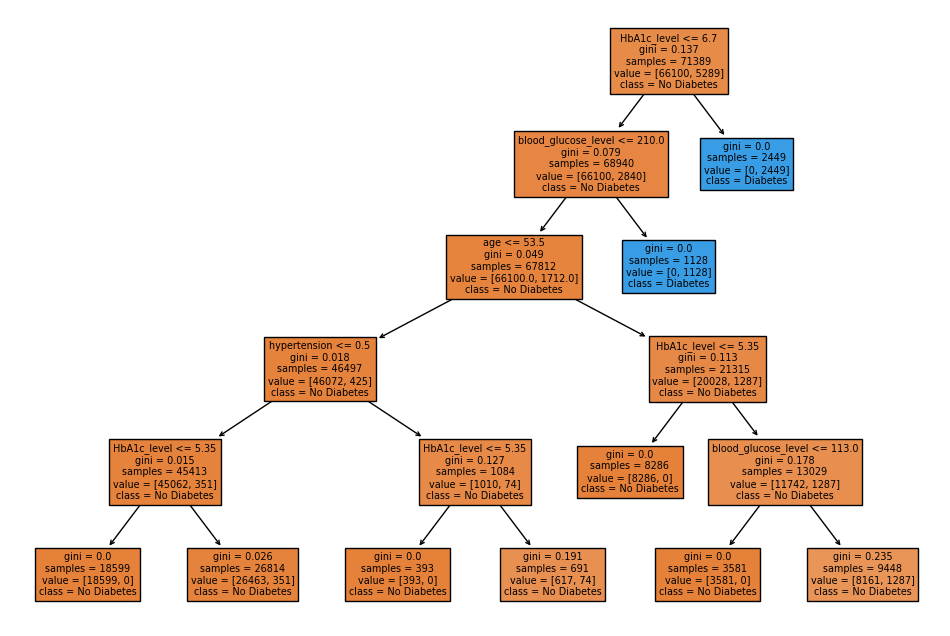 HbA1c_level <= 6.7
gini = 0.137
samples = 71389
value = [66100, 5289]
class = No Diabetes
blood_glucose_level <= 210.0
gini = 0.079
samples = 68940
value = [66100, 2840]
class = No Diabetes
gini = 0.0
samples = 2449
value = [0, 2449]
class = Diabetes
age <= 53.5
gini = 0.049
samples = 67812
value = [66100.0, 1712.0]
class = No Diabetes
gini = 0.0
samples = 1128
value = [0, 1128]
class = Diabetes
hypertension <= 0.5
gini = 0.018
samples = 46497
value = [46072, 425]
class = No Diabetes
HbA1c_level <= 5.35
gini = 0.113
samples = 21315
value = [20028, 1287]
class = No Diabetes
HbA1c_level <= 5.35
gini = 0.015
samples = 45413
value = [45062, 351]
class = No Diabetes
HbA1c_level <= 5.35
gini = 0.127
samples = 1084
value = [1010, 74]
class = No Diabetes
gini = 0.0
samples = 8286
value = [8286, 0]
class = No Diabetes
blood_glucose_level <= 113.0
gini = 0.178
samples = 13029
value = [11742, 1287]
class = No Diabetes
gini = 0.0
samples = 18599
value = [18599, 0]
class = No Diabetes
gini = 0.026
samples = 26814
value = [26463, 351]
class = No Diabetes
gini = 0.0
samples = 393
value = [393, 0]
class = No Diabetes
gini = 0.191
samples = 691
value = [617, 74]
class = No Diabetes
gini = 0.0
samples = 3581
value = [3581, 0]
class = No Diabetes
gini = 0.235
samples = 9448
value = [8161, 1287]
class = No Diabetes